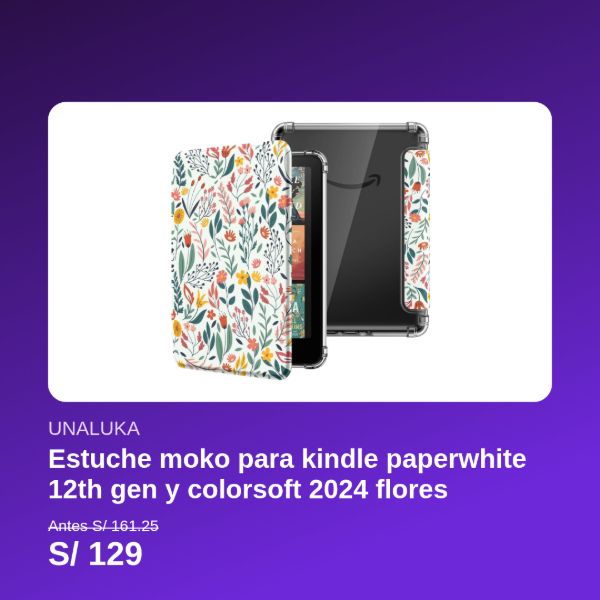 UNALUKA
Estuche moko para kindle paperwhite
12th gen y colorsoft 2024 flores
Antes S/ 161.25
S/ 129